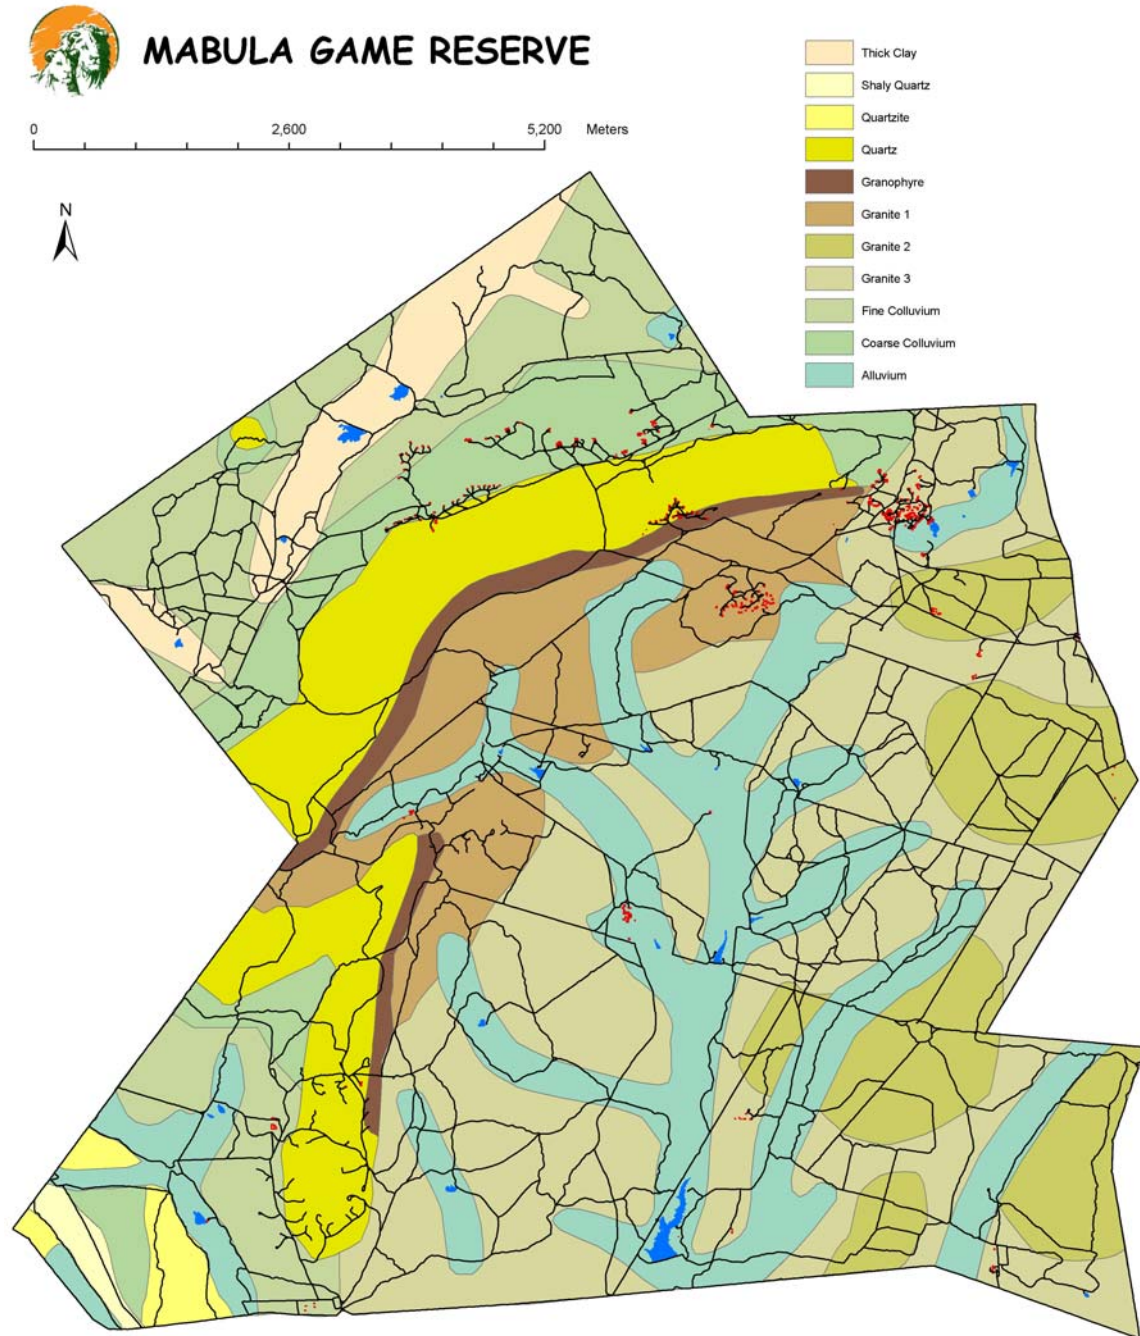 MABULA GAME RESERVE
0 2,600 5,200 Meters
N
Thick Clay
Shaly Quartz
Quartzite
Quartz
Granophyre
Granite 1
Granite 2
Granite 3
Fine Colluvium
Coarse Colluvium
Alluvium